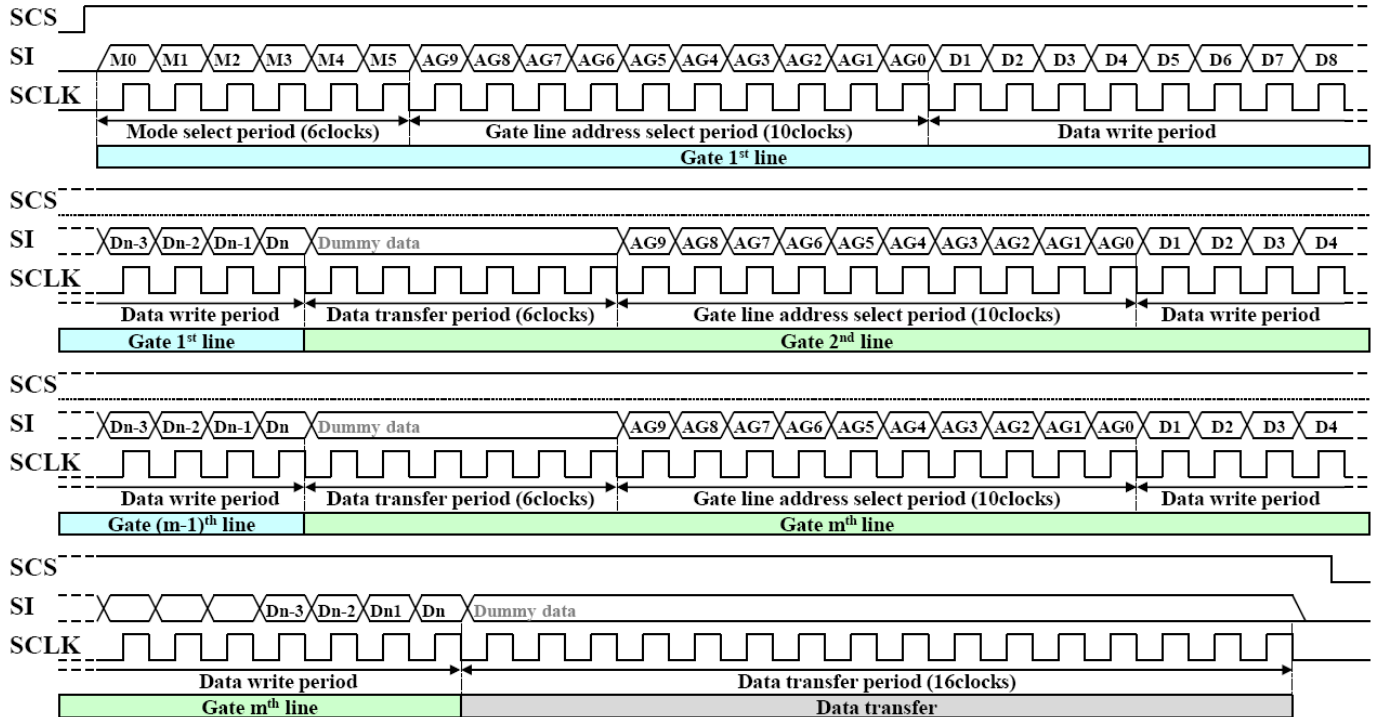 SCS
SI M0 M1 M2 M3 M4 M5 AG9 AG8 AG7 AG6 AG5 AG4 AG3 AG2 AG1 AG0 D1 D2 D3 D4 D5 D6 D7 D8
SCLK
Mode select period (6clocks) Gate line address select period (10clocks) Data write period
Gate 1st line
SCS
SI Dn-3 Dn-2 Dn-1 Dn Dummy data AG9 AG8 AG7 AG6 AG5 AG4 AG3 AG2 AG1 AG0 D1 D2 D3 D4
SCLK
Data write period Data transfer period (6clocks) Gate line address select period (10clocks) Data write period
Gate 1st line Gate 2nd line
SCS
SI Dn-3 Dn-2 Dn-1 Dn Dummy data AG9 AG8 AG7 AG6 AG5 AG4 AG3 AG2 AG1 AG0 D1 D2 D3 D4
SCLK
Data write period Data transfer period (6clocks) Gate line address select period (10clocks) Data write period
Gate (m-1)th line Gate mth line
SCS
SI Dn-3 Dn-2 Dn1 Dn Dummy data
SCLK
Data write period Data transfer period (16clocks)
Gate mth line Data transfer